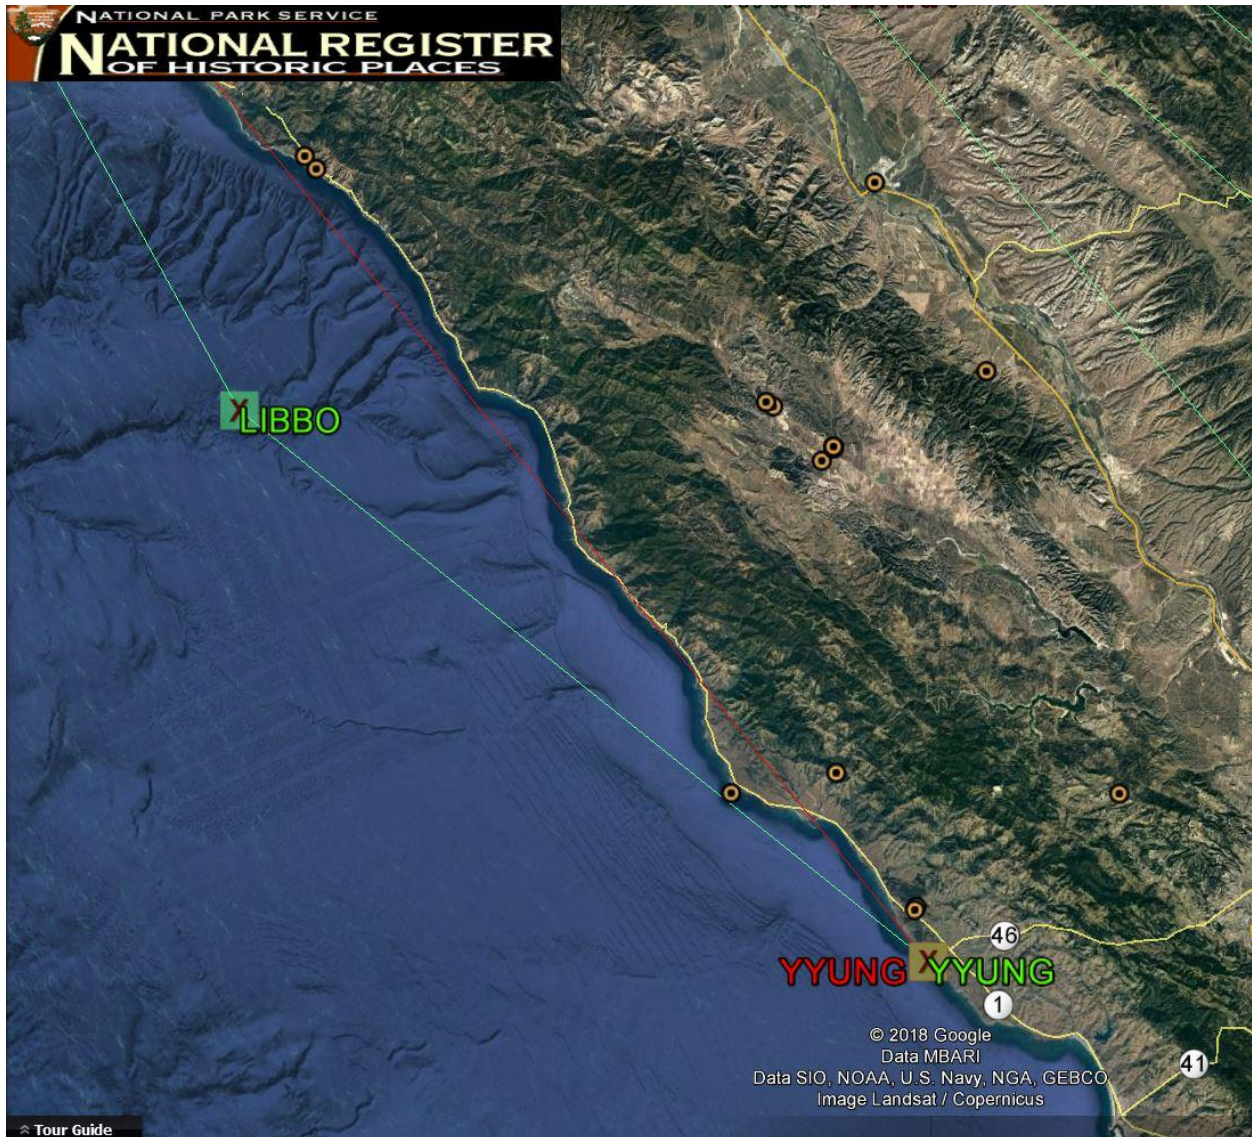 NATIONAL PARK SERVICE
NATIONAL REGISTER
OF HISTORIC PLACES
X
LIBBO
46
YYUNG
X
YYUNG
1
© 2018 Google
Data MBARI
Data SIO, NOAA, U.S. Navy, NGA, GEBCO
Image Landsat / Copernicus
41
Tour Guide